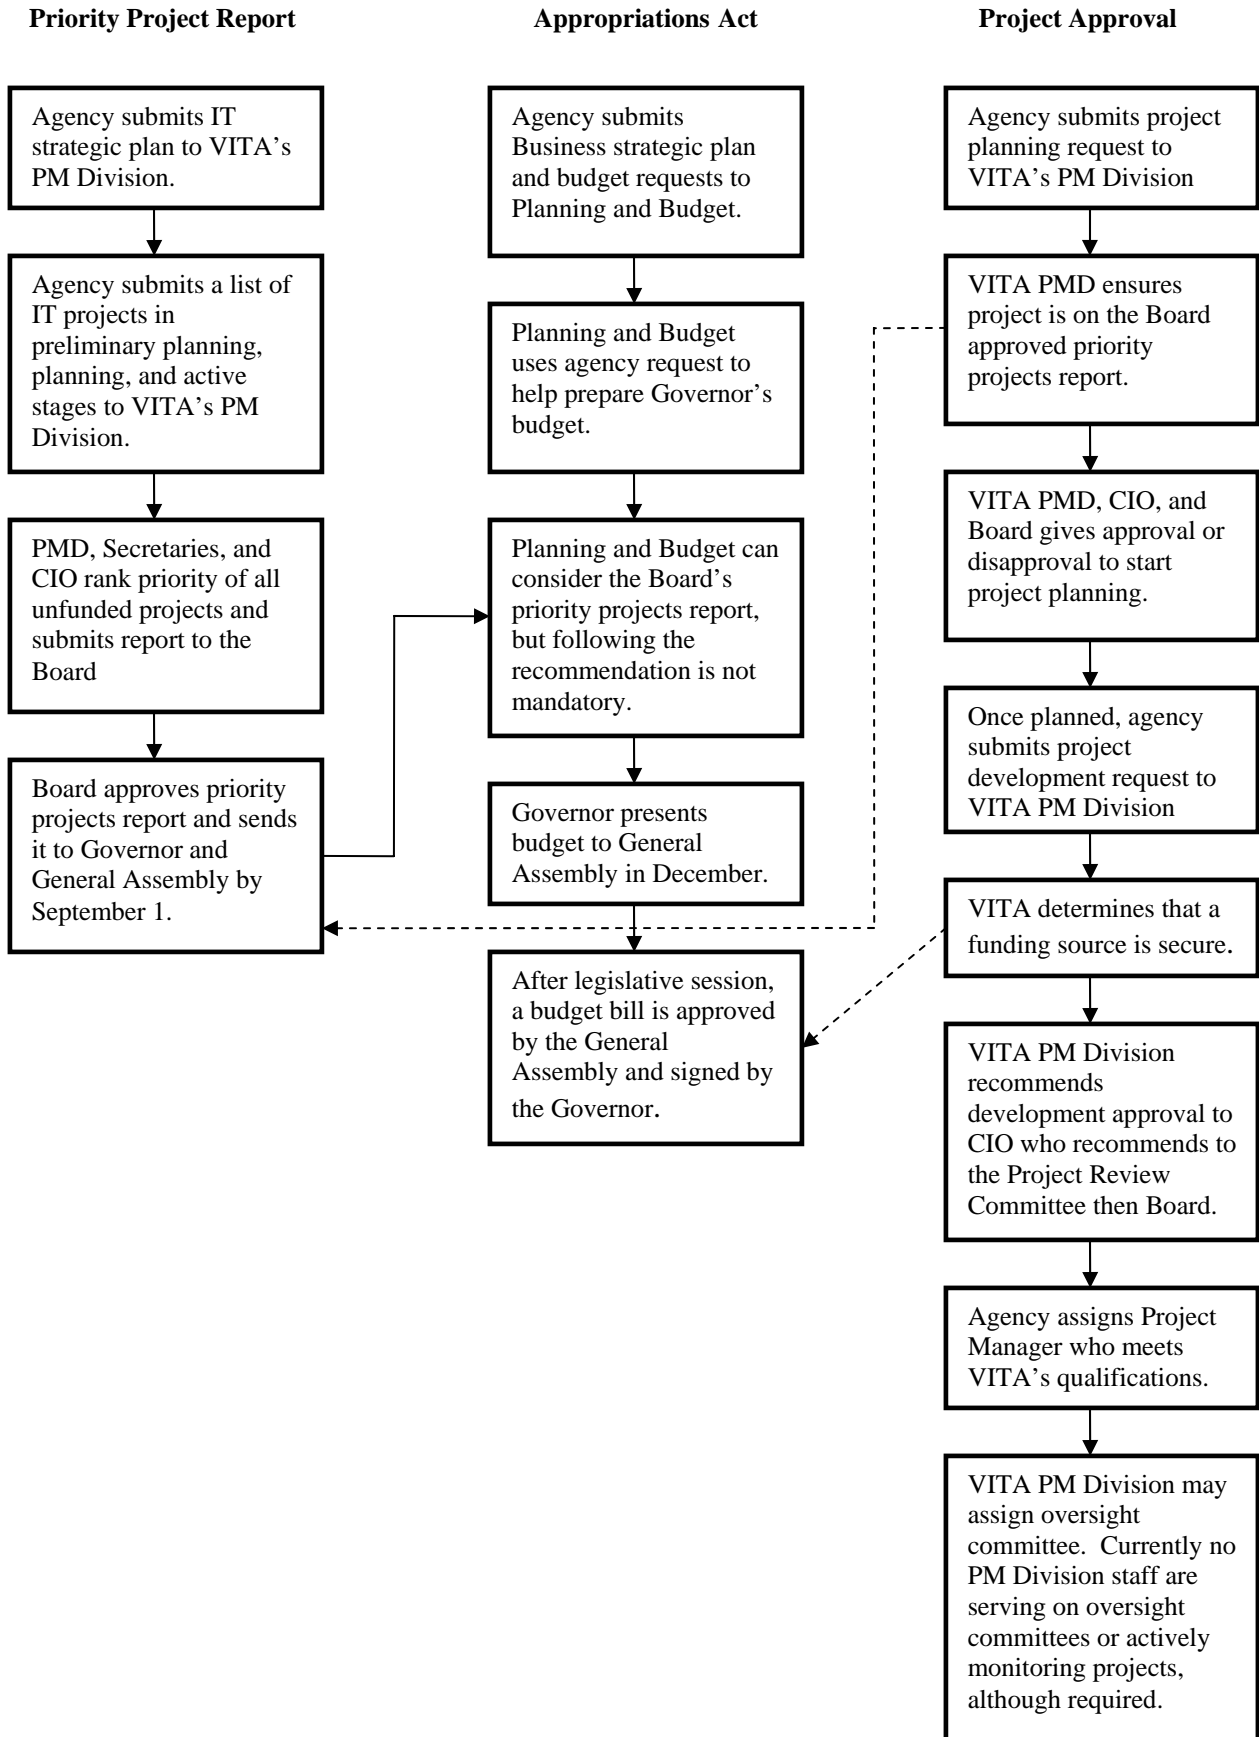 Priority Project Report
Agency submits IT
strategic plan to VITA’s
PM Division.
Agency submits a list of
IT projects in
preliminary planning,
planning, and active
stages to VITA’s PM
Division.
PMD, Secretaries, and
CIO rank priority of all
unfunded projects and
submits report to the
Board
Board approves priority
projects report and sends
it to Governor and
General Assembly by
September 1.
Appropriations Act
Agency submits
Business strategic plan
and budget requests to
Planning and Budget.
Planning and Budget
uses agency request to
help prepare Governor’s
budget.
Planning and Budget can
consider the Board’s
priority projects report,
but following the
recommendation is not
mandatory.
Governor presents
budget to General
Assembly in December.
After legislative session,
a budget bill is approved
by the General
Assembly and signed by
the Governor.
Project Approval
Agency submits project
planning request to
VITA’s PM Division
VITA PMD ensures
project is on the Board
approved priority
projects report.
VITA PMD, CIO, and
Board gives approval or
disapproval to start
project planning.
Once planned, agency
submits project
development request to
VITA PM Division
VITA determines that a
funding source is secure.
VITA PM Division
recommends
development approval to
CIO who recommends to
the Project Review
Committee then Board.
Agency assigns Project
Manager who meets
VITA’s qualifications.
VITA PM Division may
assign oversight
committee.  Currently no
PM Division staff are
serving on oversight
committees or actively
monitoring projects,
although required.